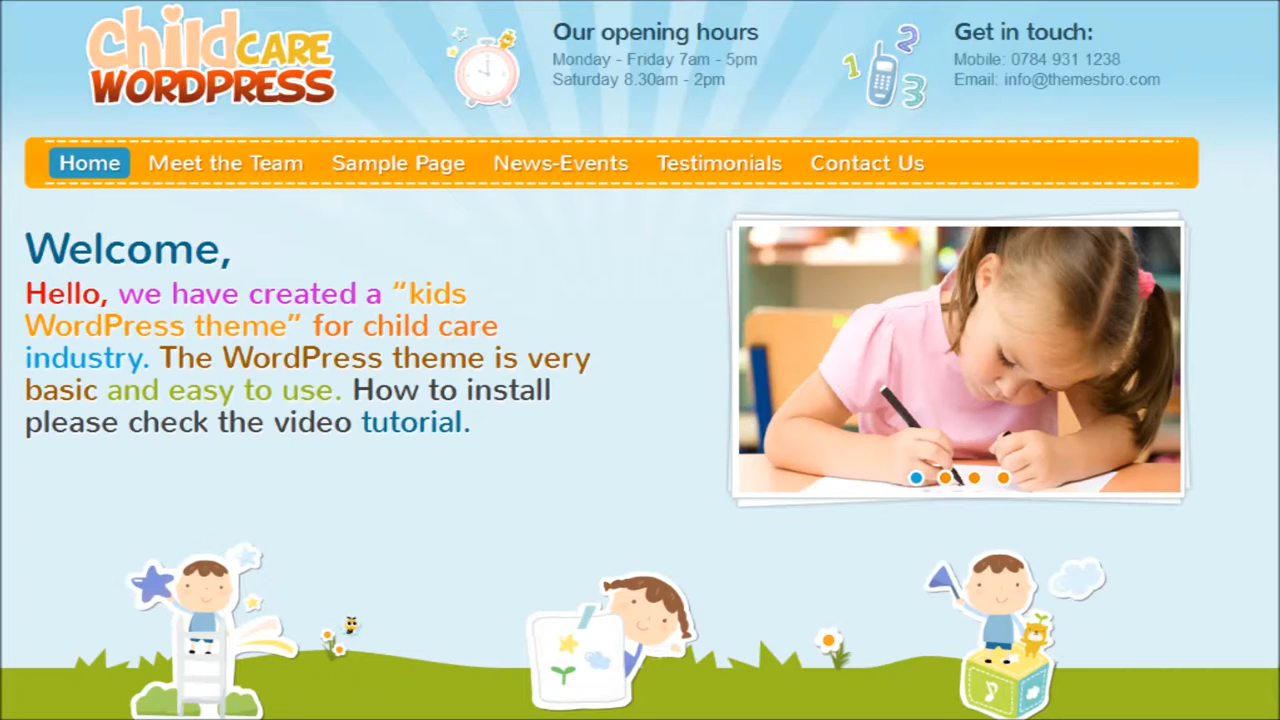 Child CARE
WORDPRESS
Our opening hours
Monday - Friday 7am - 5pm
Saturday 8.30am - 2pm
1 2 3
Get in touch:
Mobile: 0784 931 1238
Email: info@themesbro.com
Home Meet the Team Sample Page News-Events Testimonials Contact Us
Welcome,
Hello, we have created a “kids
WordPress theme” for child care
industry. The WordPress theme is very
basic and easy to use. How to install
please check the video tutorial.